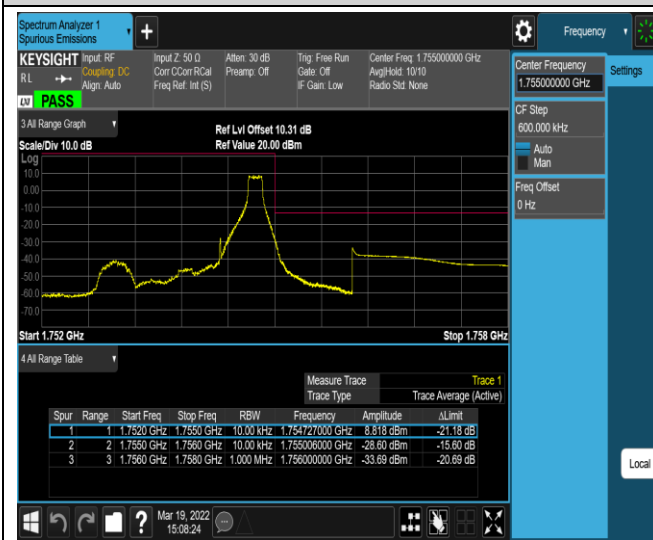 Spectrum Analyzer 1
Spurious Emissions
+
Frequency
KEYSIGHT Input: RF Input Z: 50 Ω Atten: 30 dB Trig: Free Run Center Freq: 1.755000000 GHz
RL Coupling: DC Corr CCorr RCal Preamp: Off Gate: Off Avg|Hold: 10/10
Align: Auto Freq Ref: Int (S) IF Gain: Low Radio Std: None
LXI PASS
Center Frequency
1.755000000 GHz
Settings
CF Step
600.000 kHz
Auto
Man
Freq Offset
0 Hz
3 All Range Graph
Ref Lvl Offset 10.31 dB
Scale/Div 10.0 dB Ref Value 20.00 dBm
Log
10.0
0.00
-10.0
-20.0
-30.0
-40.0
-50.0
-60.0
-70.0
Start 1.752 GHz Stop 1.758 GHz
4 All Range Table
Measure Trace Trace 1
Trace Type Trace Average (Active)
Spur Range Start Freq Stop Freq RBW Frequency Amplitude ΔLimit
1 1 1.7520 GHz 1.7550 GHz 10.00 kHz 1.754727000 GHz 8.818 dBm -21.18 dB
2 2 1.7550 GHz 1.7560 GHz 10.00 kHz 1.755006000 GHz -28.60 dBm -15.60 dB
3 3 1.7560 GHz 1.7580 GHz 1.000 MHz 1.756000000 GHz -33.69 dBm -20.69 dB
Local
? Mar 19, 2022
15:08:24